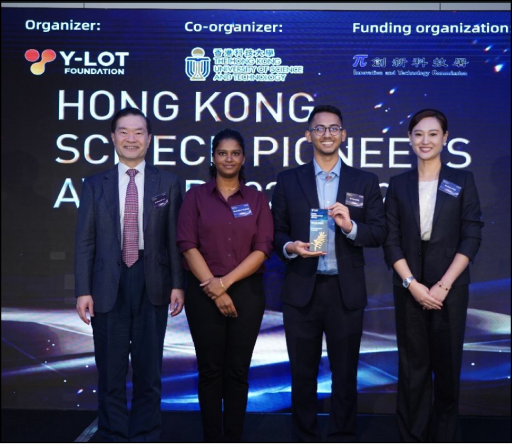 Organizer:
Co-organizer:
Funding organization
Y-LOT
FOUNDATION
香港科技大學
THE HONG KONG
UNIVERSITY OF SCIENCE
AND TECHNOLOGY
創新科技署
Innovation and Technology Commission
HONG KONG
PIONEERS